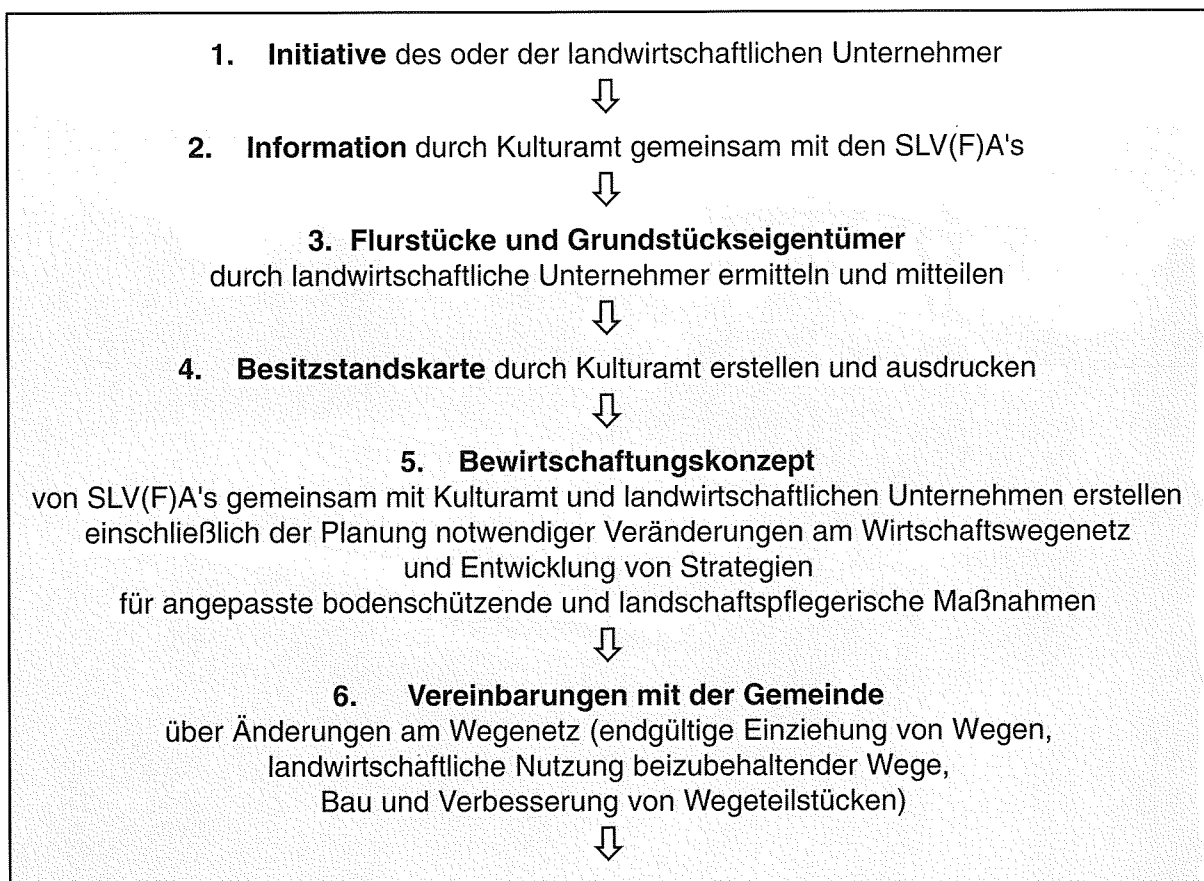 1. Initiative des oder der landwirtschaftlichen Unternehmer
2. Information durch Kulturamt gemeinsam mit den SLV(F)A's
3. Flurstücke und Grundstückseigentümer
durch landwirtschaftliche Unternehmer ermitteln und mitteilen
4. Besitzstandskarte durch Kulturamt erstellen und ausdrucken
5. Bewirtschaftungskonzept
von SLV(F)A's gemeinsam mit Kulturamt und landwirtschaftlichen Unternehmen erstellen
einschließlich der Planung notwendiger Veränderungen am Wirtschaftswegenetz
und Entwicklung von Strategien
für angepasste bodenschützende und landschaftspflegerische Maßnahmen
6. Vereinbarungen mit der Gemeinde
über Änderungen am Wegenetz (endgültige Einziehung von Wegen,
landwirtschaftliche Nutzung beizubehaltender Wege,
Bau und Verbesserung von Wegeteilstücken)